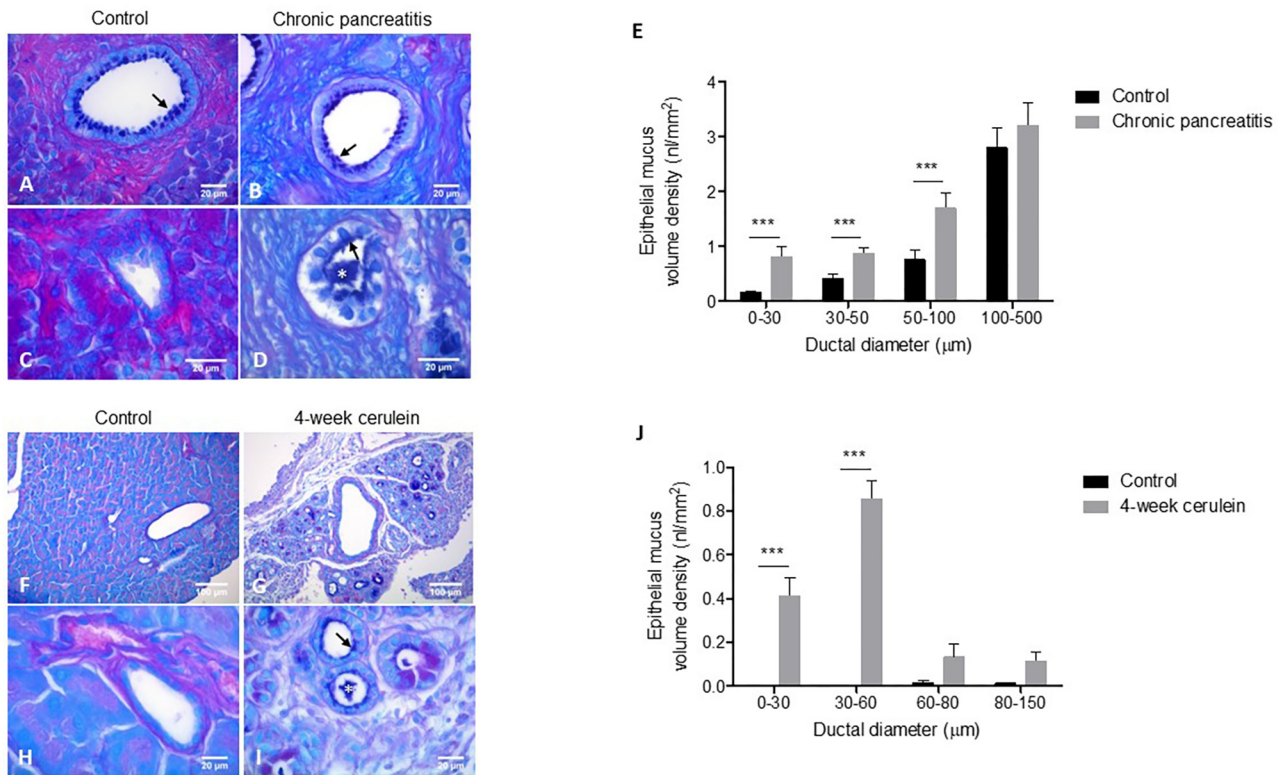 Control
Chronic pancreatitis
A
20 µm
B
20 µm
C
20 µm
D
*
20 µm
E
Epithelial mucus
volume density (nl/mm2)
4
3
2
1
0
***
***
***
0-30
30-50
50-100
100-500
Ductal diameter (µm)
Control
Chronic pancreatitis
Control
4-week cerulein
F
100 µm
G
100 µm
H
20 µm
I
*
20 µm
J
Epithelial mucus
volume density (nl/mm2)
1.0
0.8
0.6
0.4
0.2
0.0
***
***
0-30
30-60
60-80
80-150
Ductal diameter (µm)
Control
4-week cerulein